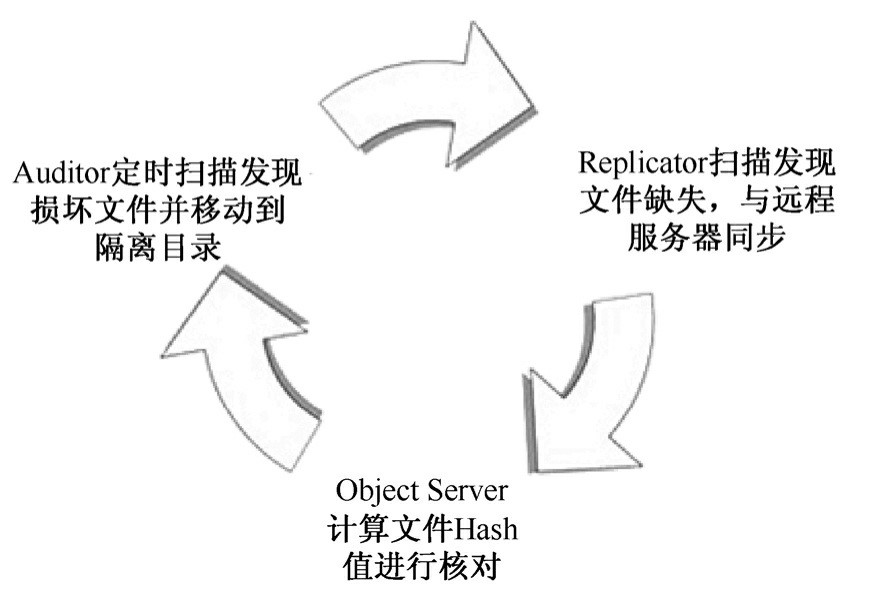 Auditor定时扫描发现
损坏文件并移动到
隔离目录
Replicator扫描发现
文件缺失，与远程
服务器同步
Object Server
计算文件Hash
值进行核对